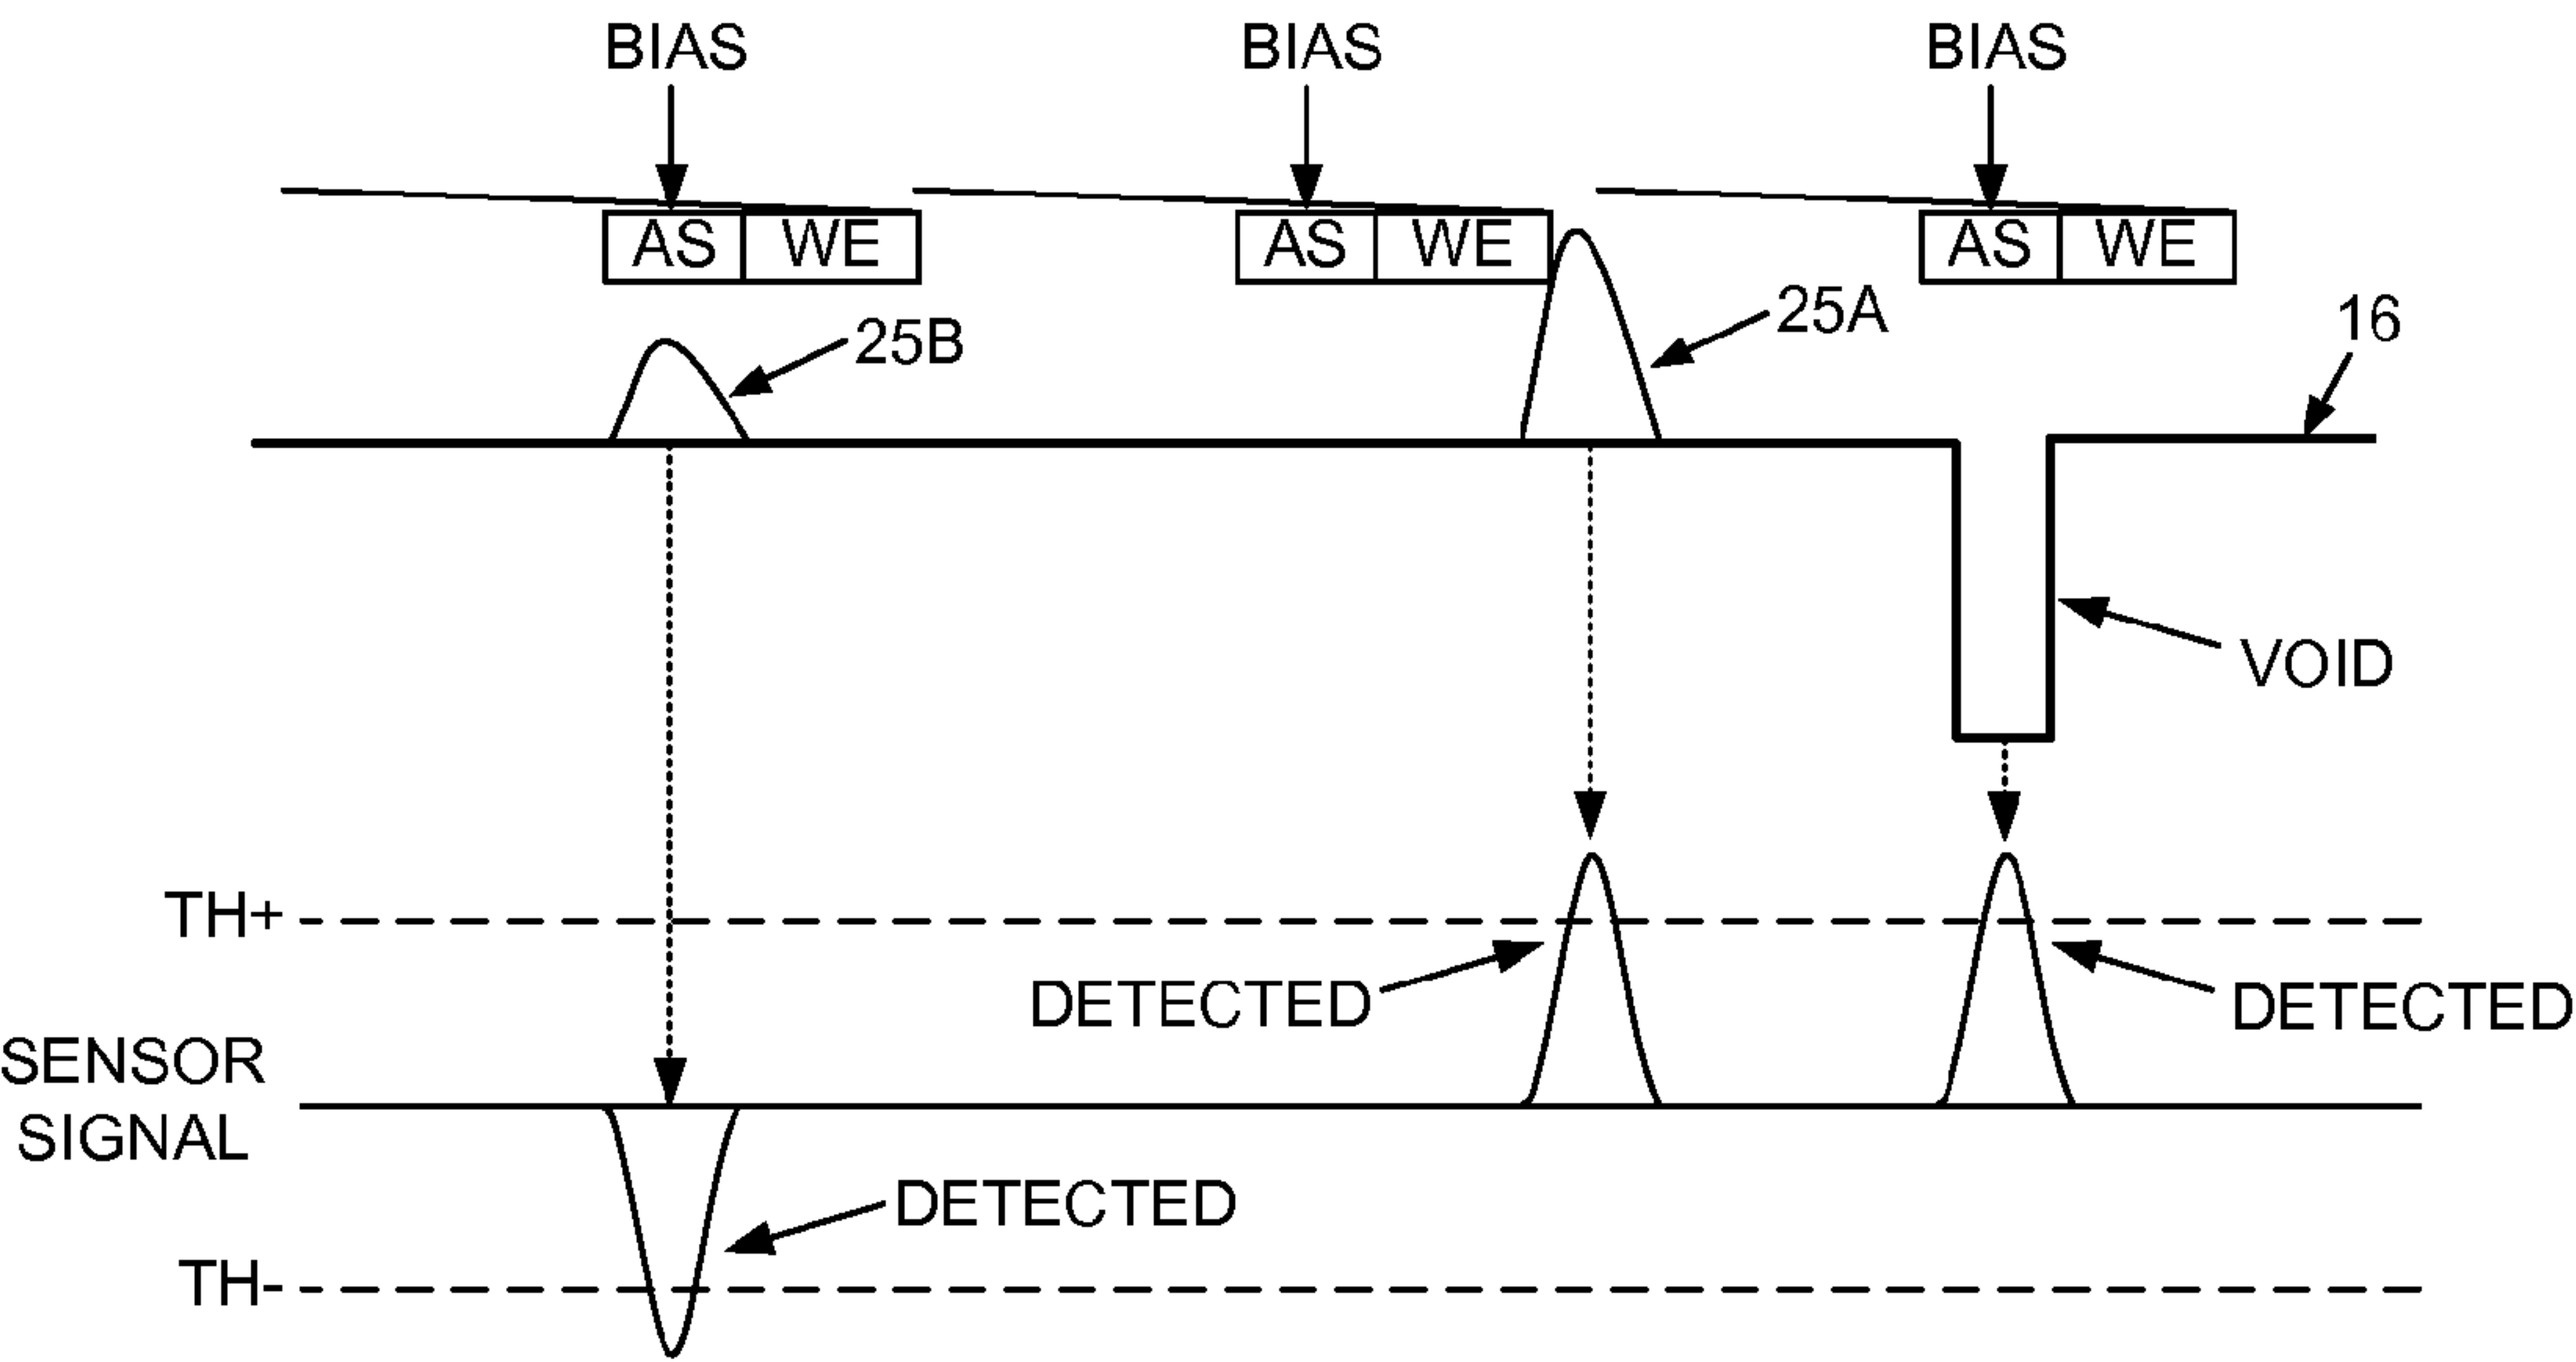 BIAS BIAS BIAS
AS WE AS WE AS WE
25B 25A 16
VOID
TH+
DETECTED DETECTED
SENSOR
SIGNAL
DETECTED
TH-